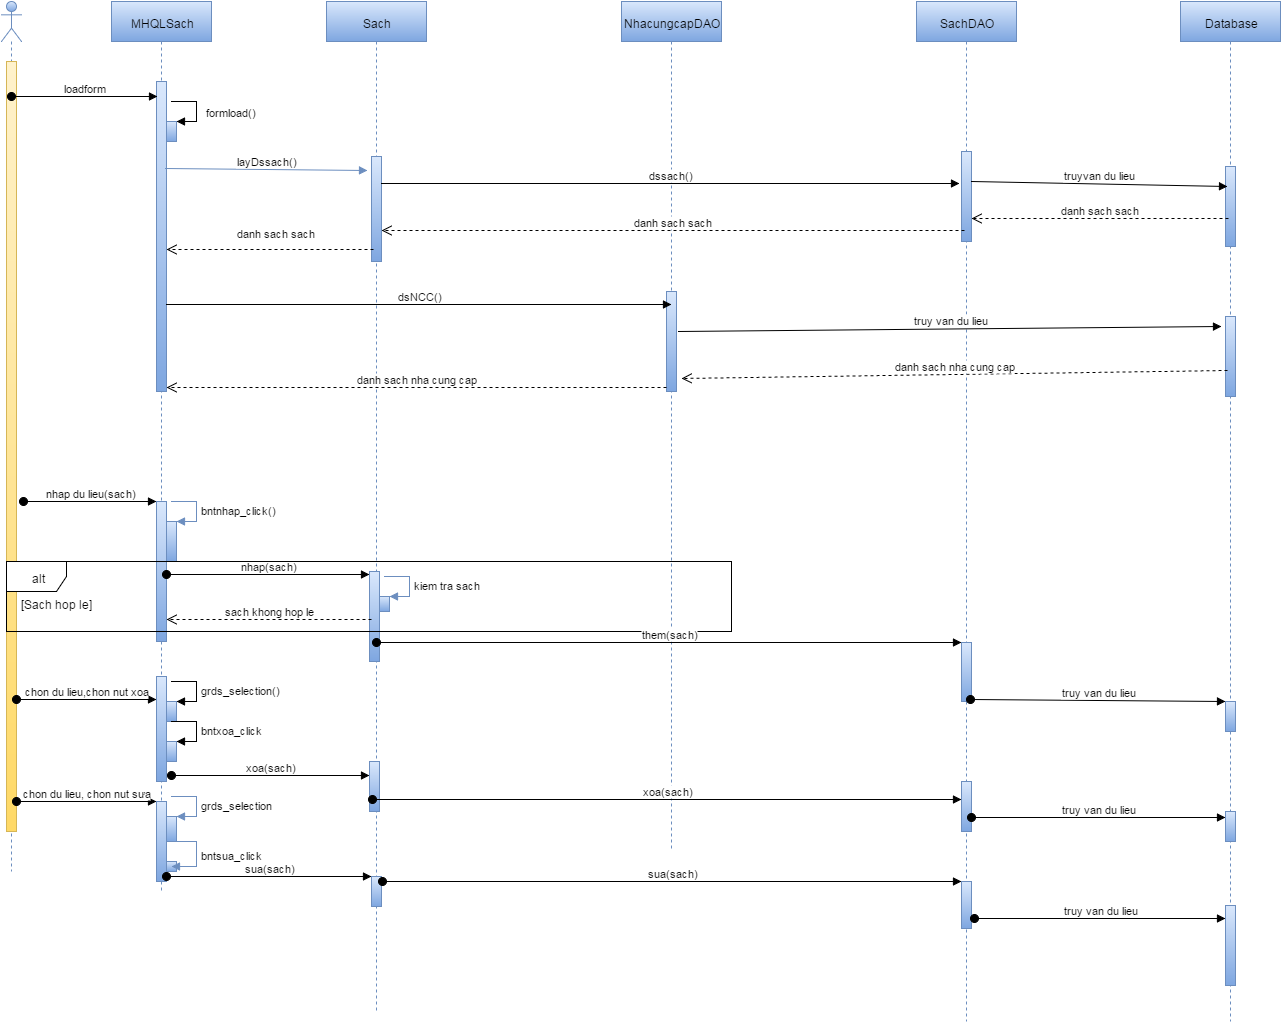 MHQLSach
Sach
NhacungcapDAO
SachDAO
Database
loadform
formload()
layDssach()
dssach()
truyvan du lieu
danh sach sach
danh sach sach
danh sach sach
dsNCC()
truy van du lieu
danh sach nha cung cap
danh sach nha cung cap
nhap du lieu(sach)
bntnhap_click()
nhap(sach)
alt
kiem tra sach
[Sach hop le]
sach khong hop le
them(sach)
chon du lieu,chon nut xoa
grds_selection()
truy van du lieu
bntxoa_click
xoa(sach)
xoa(sach)
chon du lieu, chon nut sưa
grds_selection
truy van du lieu
bntsua_click
sua(sach)
sua(sach)
truy van du lieu